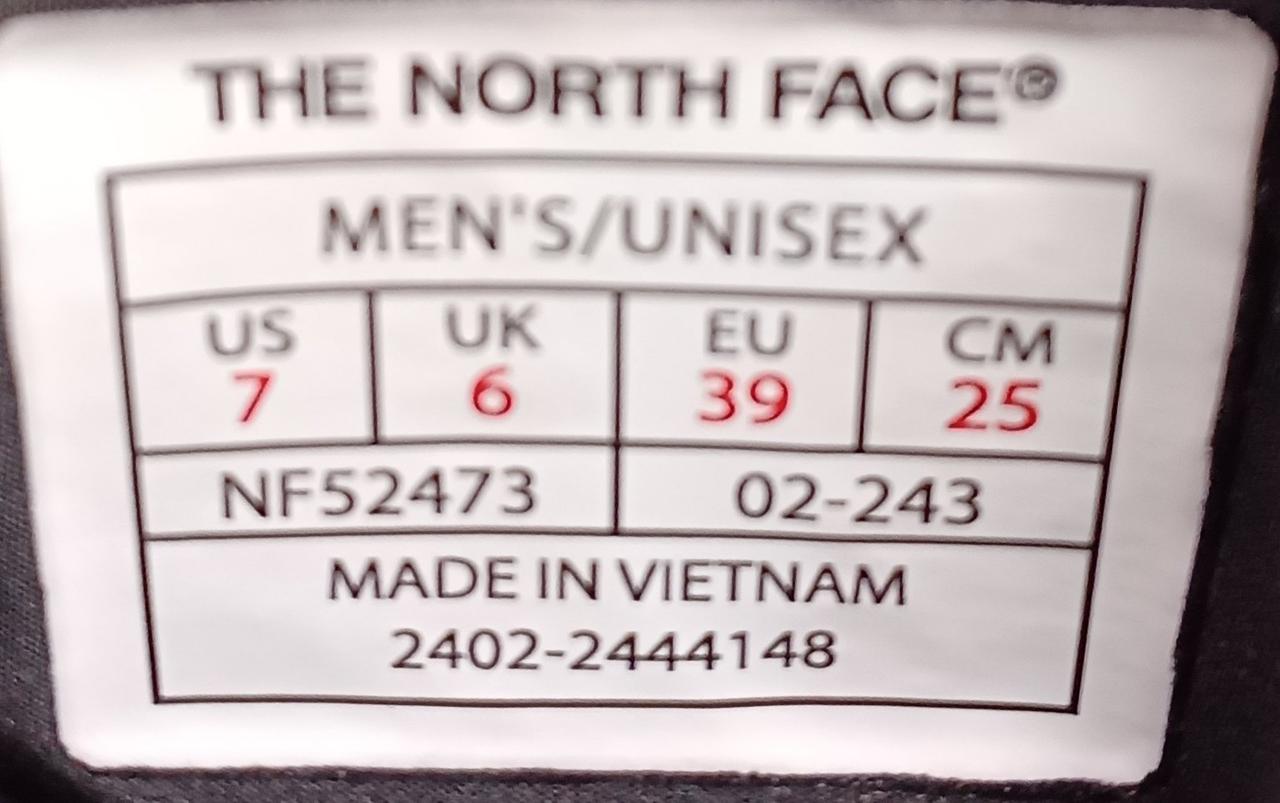 THE NORTH FACE®
MEN'S/UNISEX
US UK EU CM
7 6 39 25
NF52473 02-243
MADE IN VIETNAM
2402-2444148